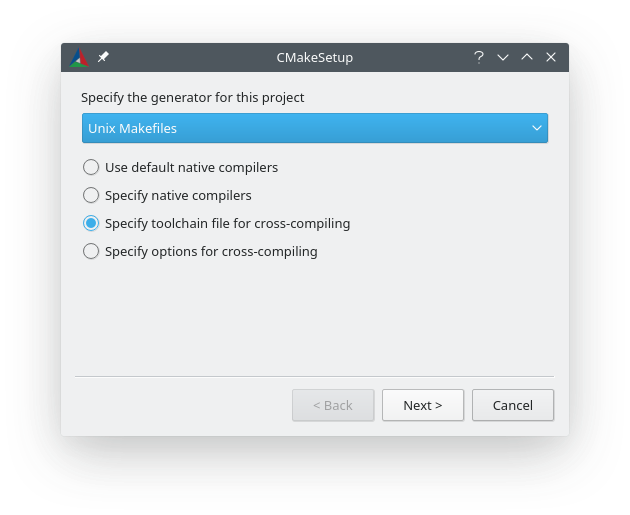 CMakeSetup
Specify the generator for this project
Unix Makefiles
Use default native compilers
Specify native compilers
Specify toolchain file for cross-compiling
Specify options for cross-compiling
< Back Next > Cancel